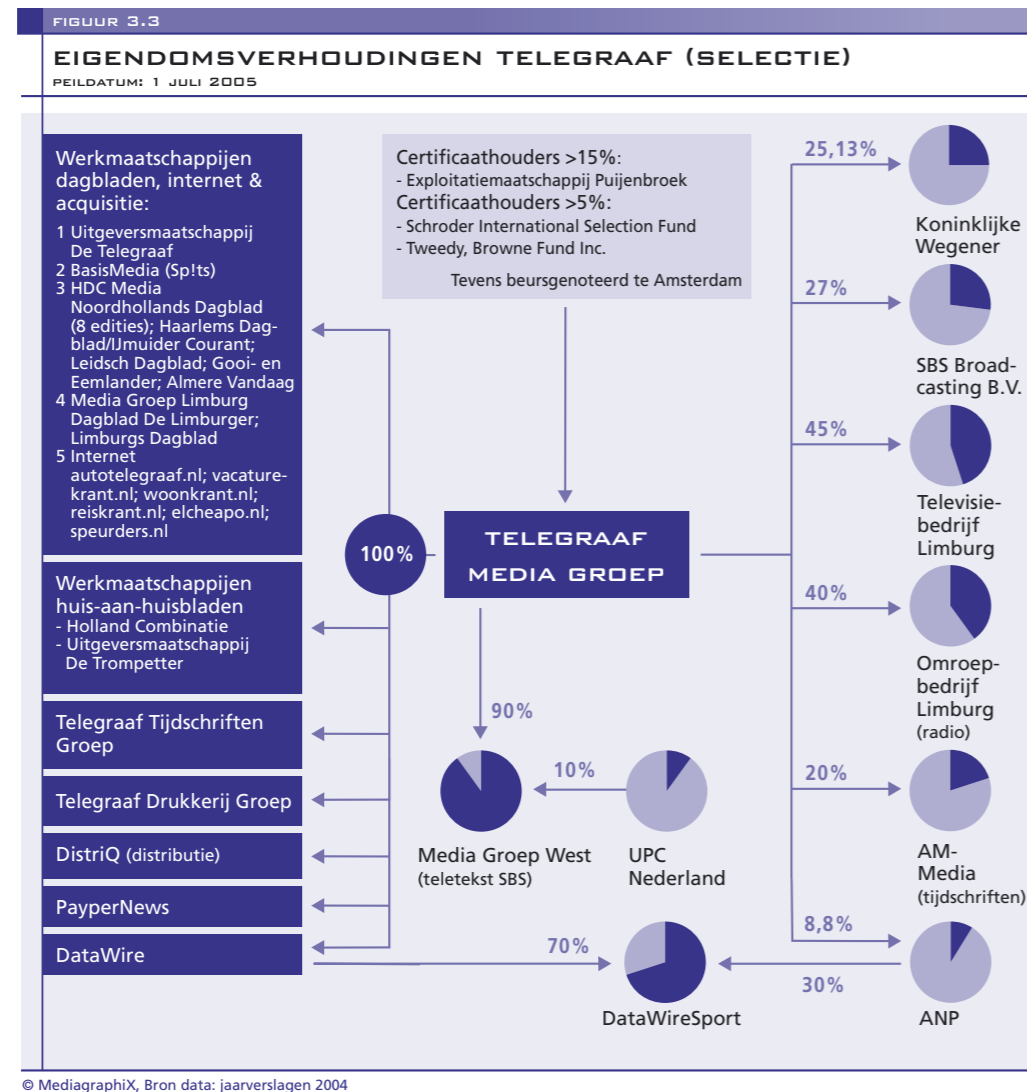 FIGUUR 3.3
EIGENDOMSVERHOUDINGEN TELEGRAAF (SELECTIE)
PEILDATUM: 1 JULI 2005
Werkmaatschappijen
dagbladen, internet &
acquisitie:
1 Uitgeversmaatschappij
De Telegraaf
2 BasisMedia (Sp!ts)
3 HDC Media
Noordhollands Dagblad
(8 edities); Haarlems Dag-
blad/IJmuider Courant;
Leidsch Dagblad; Gooi- en
Eemlander; Almere Vandaag
4 Media Groep Limburg
Dagblad De Limburger;
Limburgs Dagblad
5 Internet
autotelegraaf.nl; vacature-
krant.nl; woonkrant.nl;
reiskrant.nl; elcheapo.nl;
speurders.nl
Werkmaatschappijen
huis-aan-huisbladen
- Holland Combinatie
- Uitgeversmaatschappij
De Trompetter
Telegraaf Tijdschriften
Groep
Telegraaf Drukkerij Groep
DistriQ (distributie)
PayperNews
DataWire
Certificaathouders >15%:
- Exploitatiemaatschappij Puijenbroek
Certificaathouders >5%:
- Schroder International Selection Fund
- Tweedy, Browne Fund Inc.
Tevens beursgenoteerd te Amsterdam
100%
TELEGRAAF
MEDIA GROEP
90%
10%
Media Groep West
(teletekst SBS)
UPC
Nederland
70%
DataWireSport
30%
25,13%
Koninklijke
Wegener
27%
SBS Broad-
casting B.V.
45%
Televisie-
bedrijf
Limburg
40%
Omroep-
bedrijf
Limburg
(radio)
20%
AM-
Media
(tijdschriften)
8,8%
ANP
© MediagraphiX, Bron data: jaarverslagen 2004